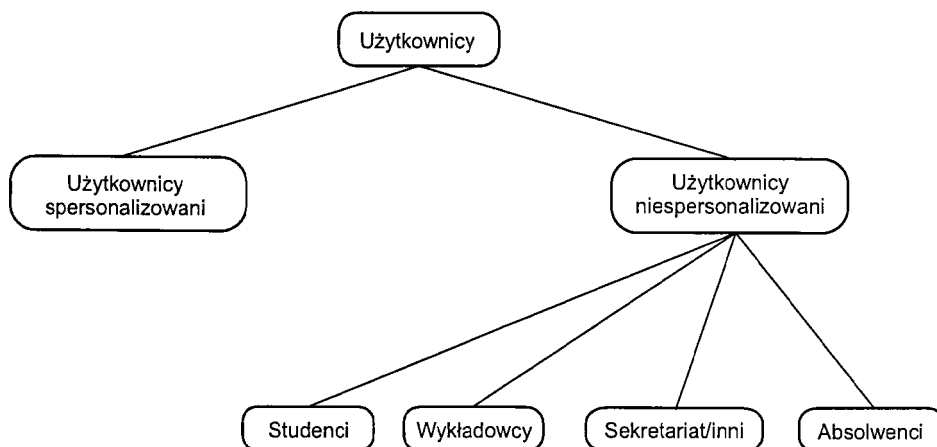 Użytkownicy
Użytkownicy
spersonalizowani
Użytkownicy
niespersonalizowani
Studenci
Wykładowcy
Sekretariat/inni
Absolwenci